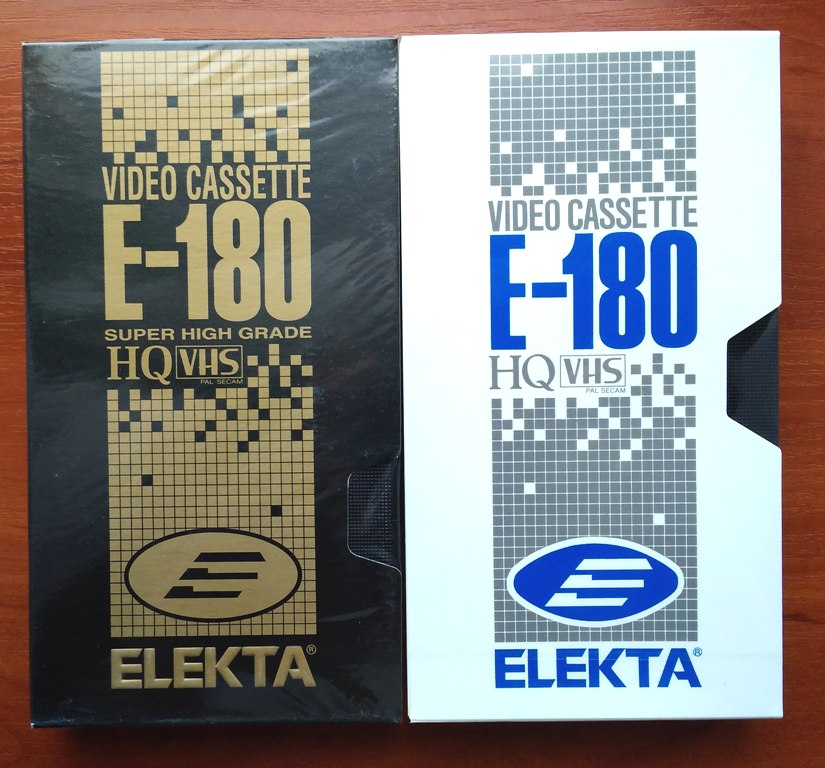 VIDEO CASSETTE
E-180
SUPER HIGH GRADE
HQ VHS
PAL SECAM
ELEKTA®
VIDEO CASSETTE
E-180
HQ VHS
PAL SECAM
ELEKTA®